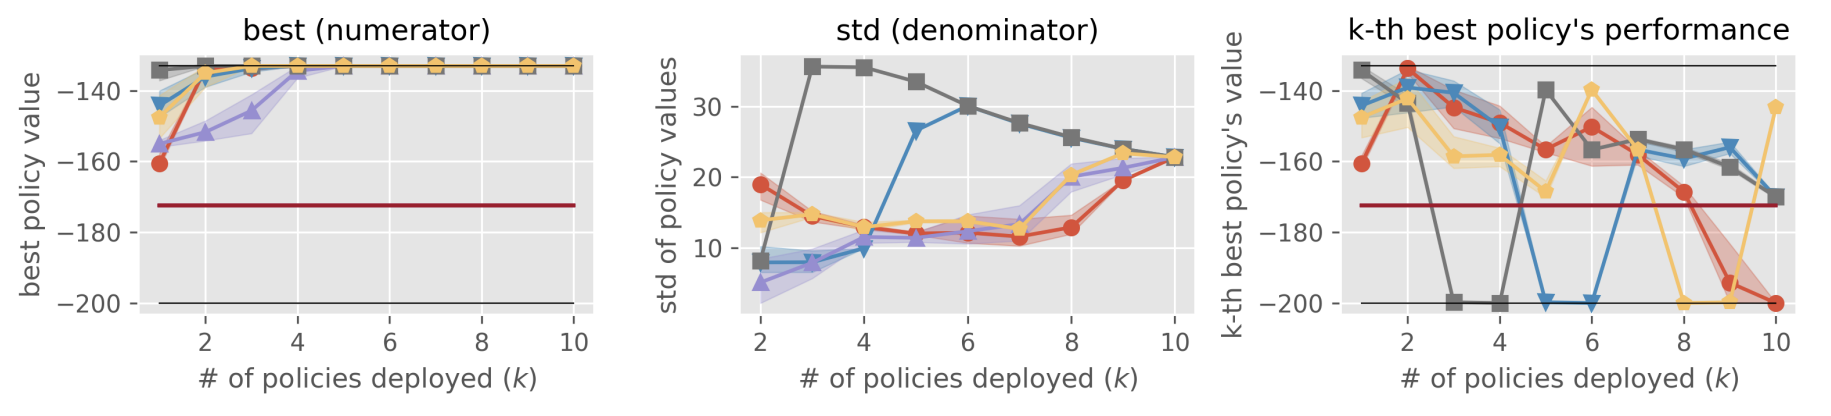 best (numerator)
best policy value
−140
−160
−180
−200
2
4
6
8
10
# of policies deployed (k)
std (denominator)
std of policy values
30
20
10
2
4
6
8
10
# of policies deployed (k)
k-th best policy's performance
k-th best policy's value
−140
−160
−180
−200
2
4
6
8
10
# of policies deployed (k)